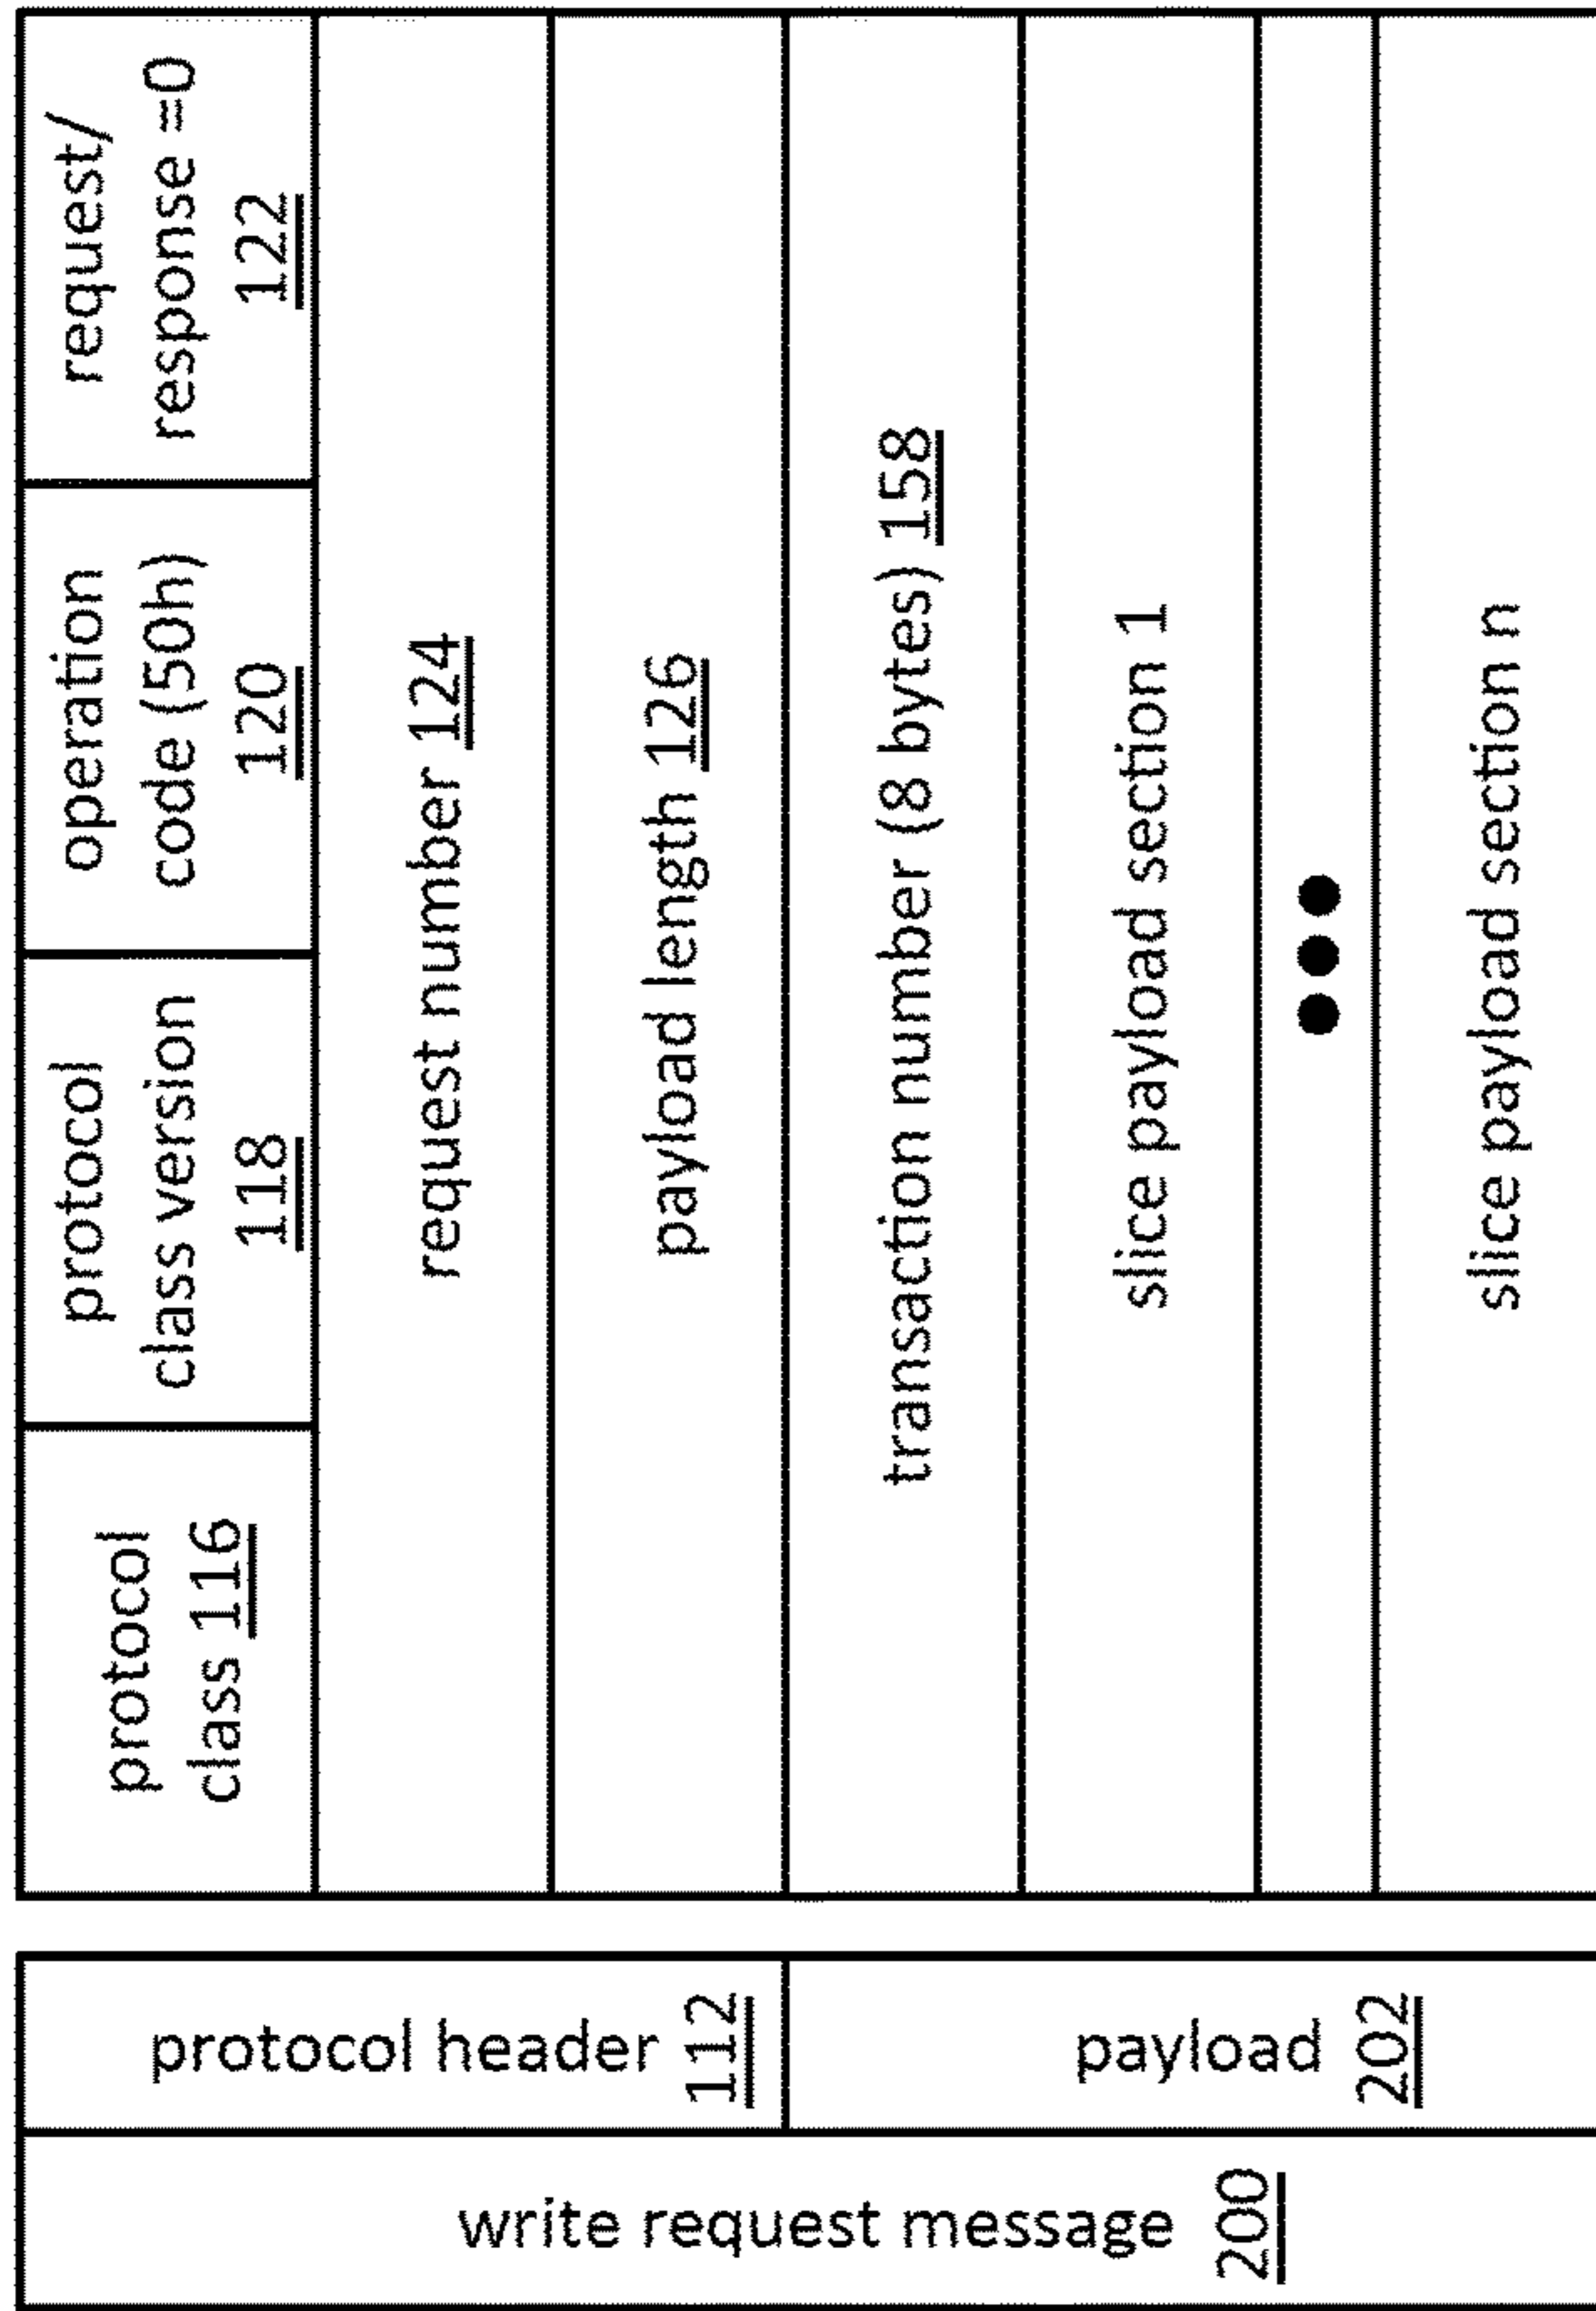 write request message 200
protocol header 112
payload 202
protocol
class 116
protocol
class version
118
operation
code (50h)
120
request/
response =0
122
request number 124
payload length 126
transaction number (8 bytes) 158
slice payload section 1
slice payload section n